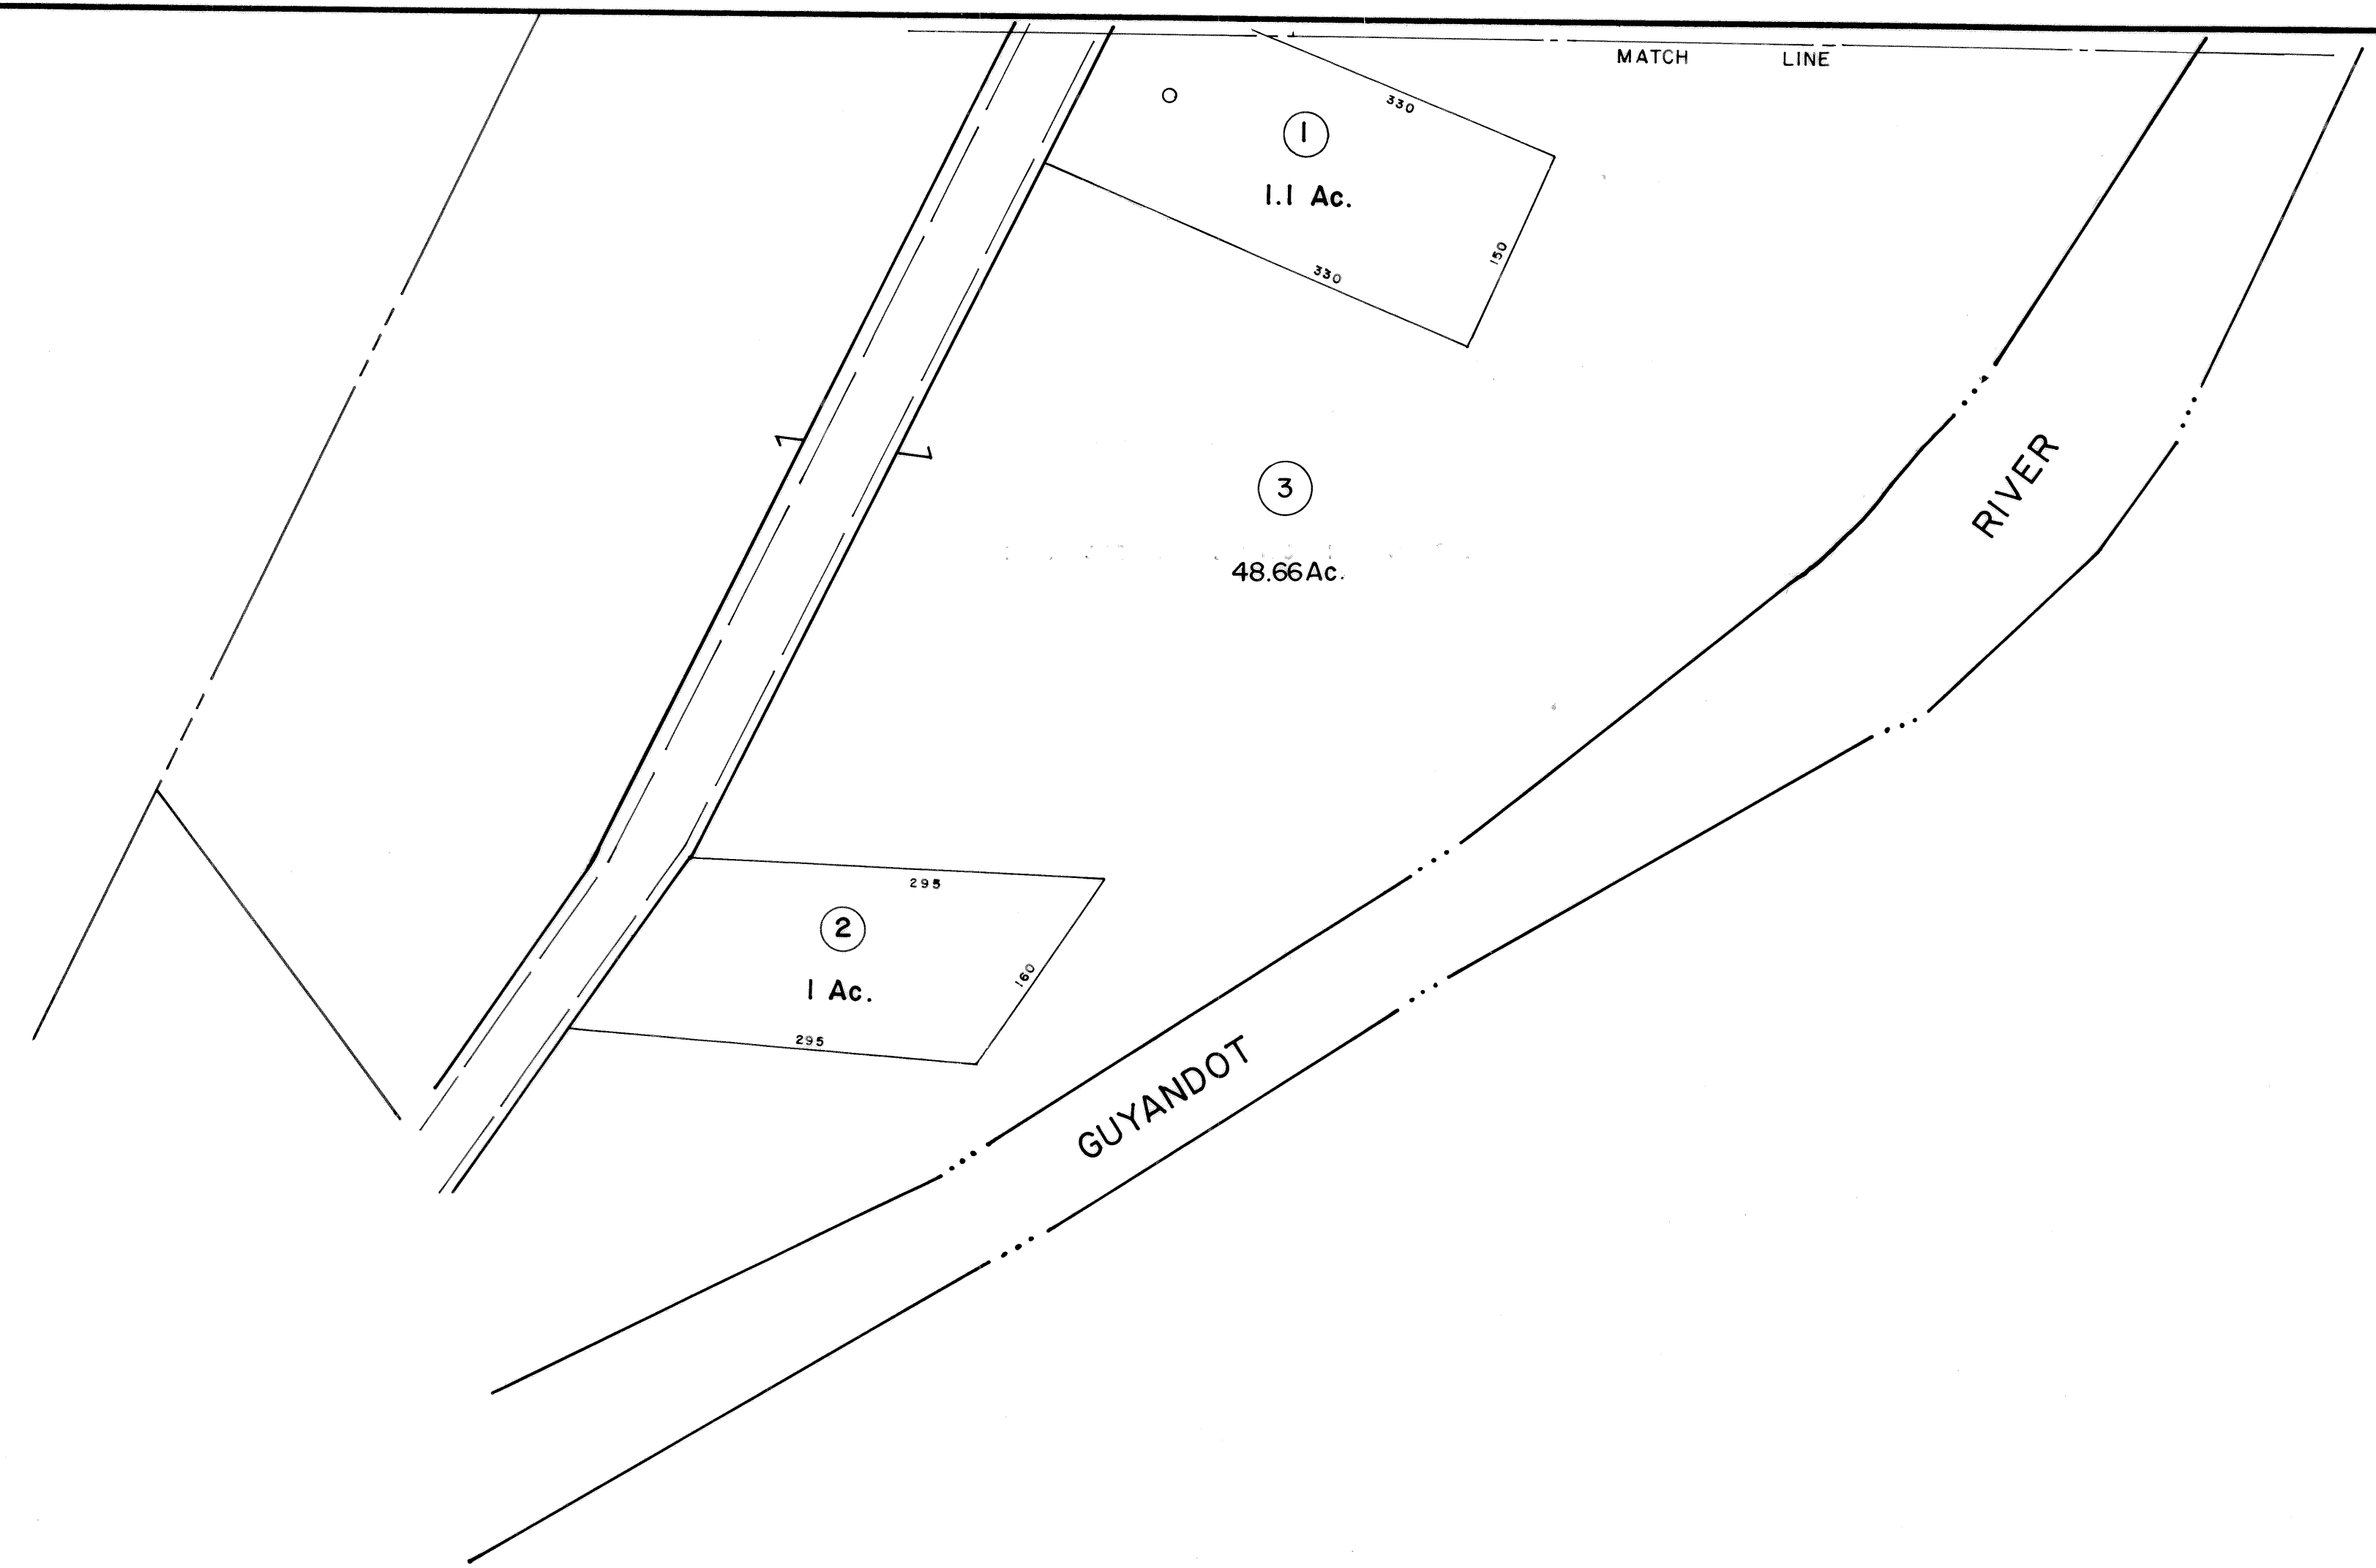 MATCH LINE
330
1
1.1 Ac.
150
330
3
48.66 Ac.
RIVER
295
2
1 Ac.
160
295
GUYANDOT